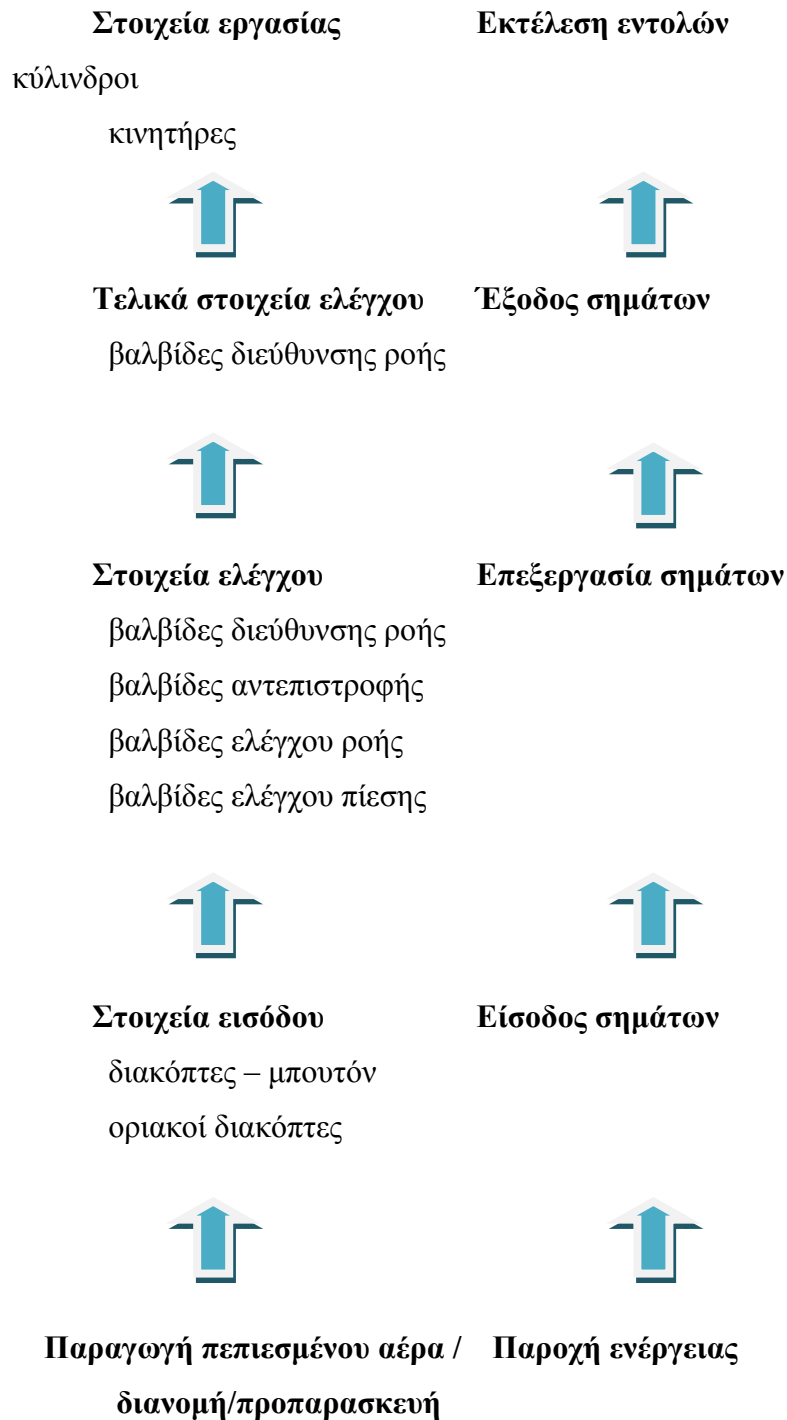 Στοιχεία εργασίας Εκτέλεση εντολών
κύλινδροι
κινητήρες
Τελικά στοιχεία ελέγχου Έξοδος σημάτων
βαλβίδες διεύθυνσης ροής
Στοιχεία ελέγχου Επεξεργασία σημάτων
βαλβίδες διεύθυνσης ροής
βαλβίδες αντεπιστροφής
βαλβίδες ελέγχου ροής
βαλβίδες ελέγχου πίεσης
Στοιχεία εισόδου Είσοδος σημάτων
διακόπτες – μπουτόν
οριακοί διακόπτες
Παραγωγή πεπιεσμένου αέρα / Παροχή ενέργειας
διανομή/προπαρασκευή